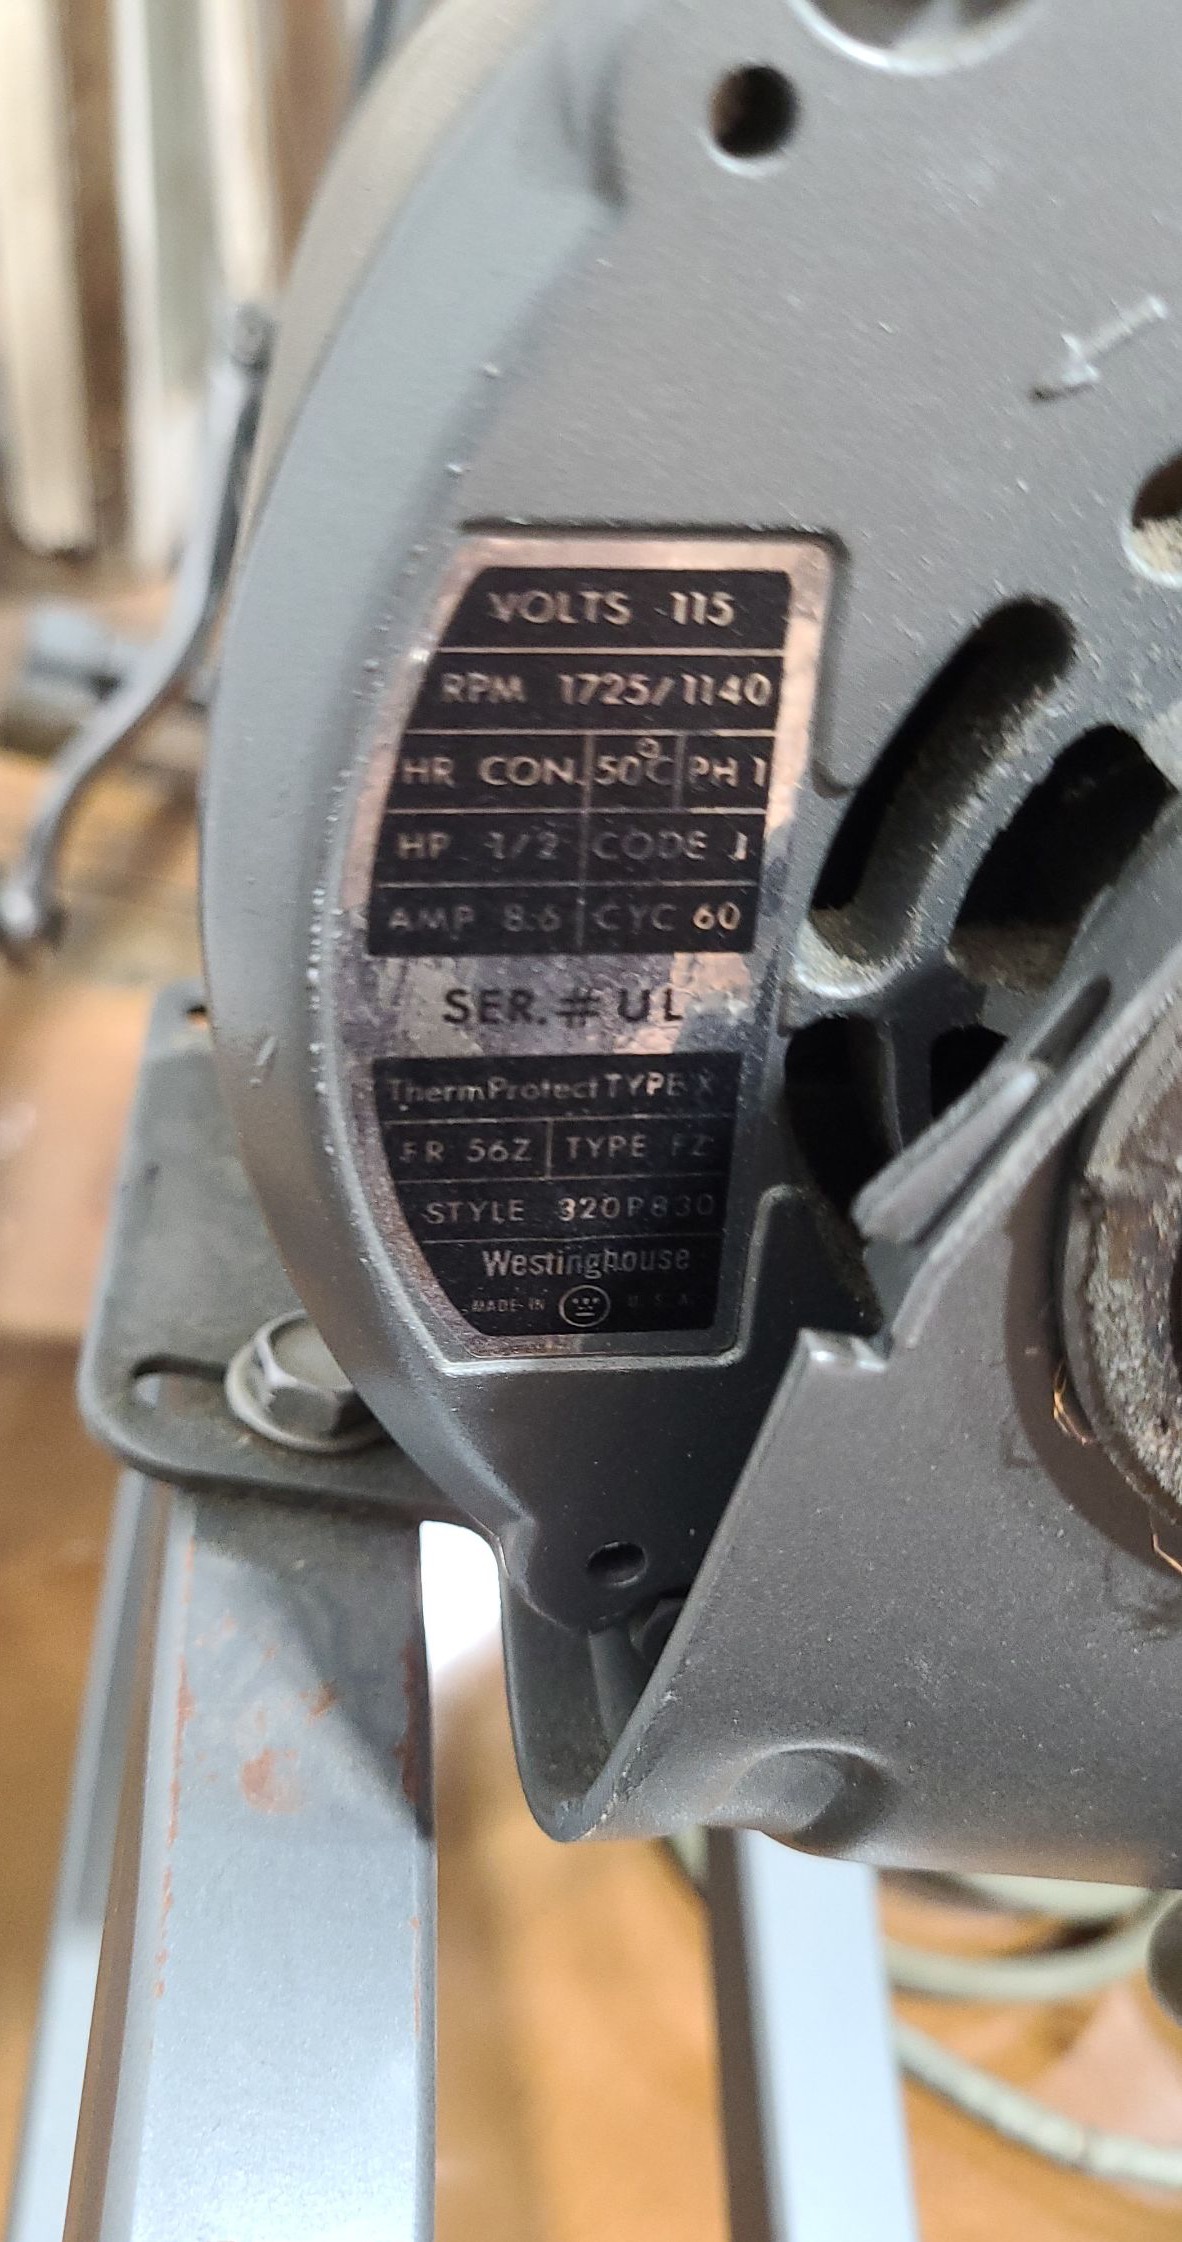 VOLTS 115
RPM 1725/1140
HR CON. 50°C PH 1
HP 1/2 CODE J
AMP 8.6 CYC 60
SER. # UL
ThermProtect TYPE X
FR 56Z TYPE FZ
STYLE 320P830
Westinghouse
MADE IN U.S.A.